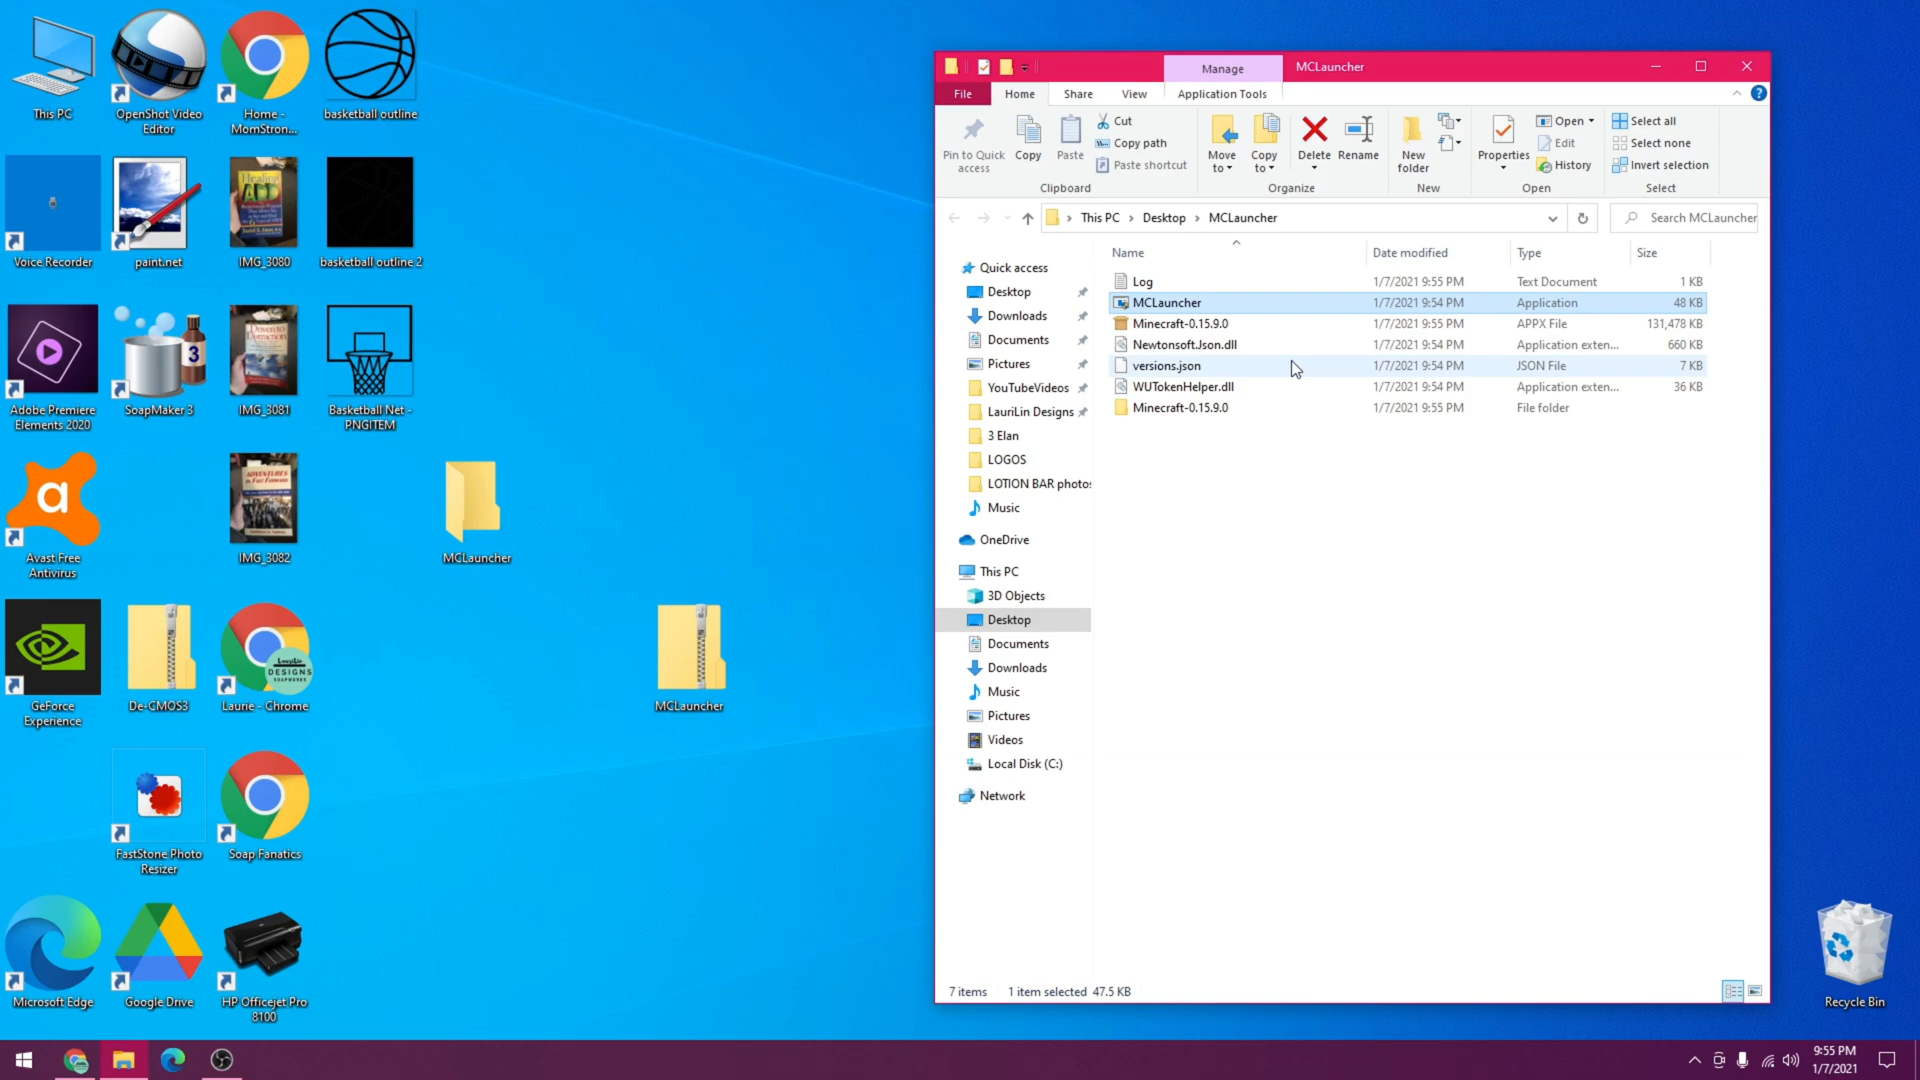 This PC
OpenShot Video
Editor
Home -
MomStron...
basketball outline
Voice Recorder
paint.net
IMG_3080
basketball outline 2
Adobe Premiere
Elements 2020
3
SoapMaker 3
IMG_3081
Basketball Net -
PNGITEM
Avast Free
Antivirus
IMG_3082
MCLauncher
GeForce
Experience
De-CMOS3
DESIGNS
Laurie - Chrome
MCLauncher
FastStone Photo
Resizer
Soap Fanatics
Microsoft Edge
Google Drive
HP Officejet Pro
8100
Recycle Bin
Manage
MCLauncher
File
Home
Share
View
Application Tools
Pin to Quick
access
Copy
Paste
Cut
Copy path
Paste shortcut
Clipboard
Move
to
Copy
to
Delete
Rename
Organize
New
folder
New
Properties
Open
Edit
History
Open
Select all
Select none
Invert selection
Select
This PC > Desktop > MCLauncher
Search MCLauncher
Name Date modified Type Size
Log 1/7/2021 9:55 PM Text Document 1 KB
MCLauncher 1/7/2021 9:54 PM Application 48 KB
Minecraft-0.15.9.0 1/7/2021 9:55 PM APPX File 131,478 KB
Newtonsoft.Json.dll 1/7/2021 9:54 PM Application exten... 660 KB
versions.json 1/7/2021 9:54 PM JSON File 7 KB
WUTokenHelper.dll 1/7/2021 9:54 PM Application exten... 36 KB
Minecraft-0.15.9.0 1/7/2021 9:55 PM File folder
Quick access
Desktop
Downloads
Documents
Pictures
YouTubeVideos
LauriLin Designs
3 Elan
LOGOS
LOTION BAR photos
Music
OneDrive
This PC
3D Objects
Desktop
Documents
Downloads
Music
Pictures
Videos
Local Disk (C:)
Network
7 items 1 item selected 47.5 KB
9:55 PM
1/7/2021